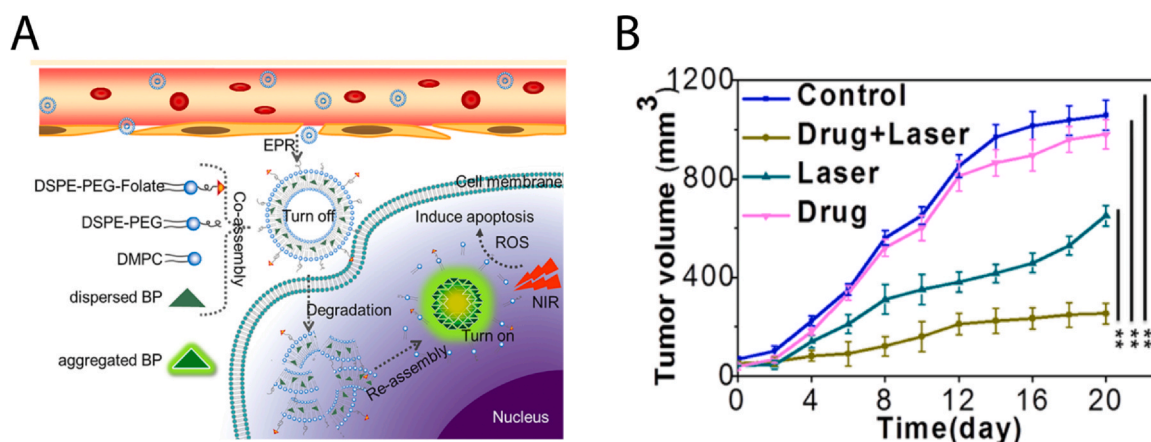 A
EPR
DSPE-PEG-Folate
DSPE-PEG
DMPC
dispersed BP
aggregated BP
Co-assembly
Turn off
Cell membrane
Induce apoptosis
ROS
NIR
Degradation
Turn on
Re-assembly
Nucleus
B
Tumor volume (mm3)
1200
800
400
0
Control
Drug+Laser
Laser
Drug
**
**
**
0 4 8 12 16 20
Time(day)